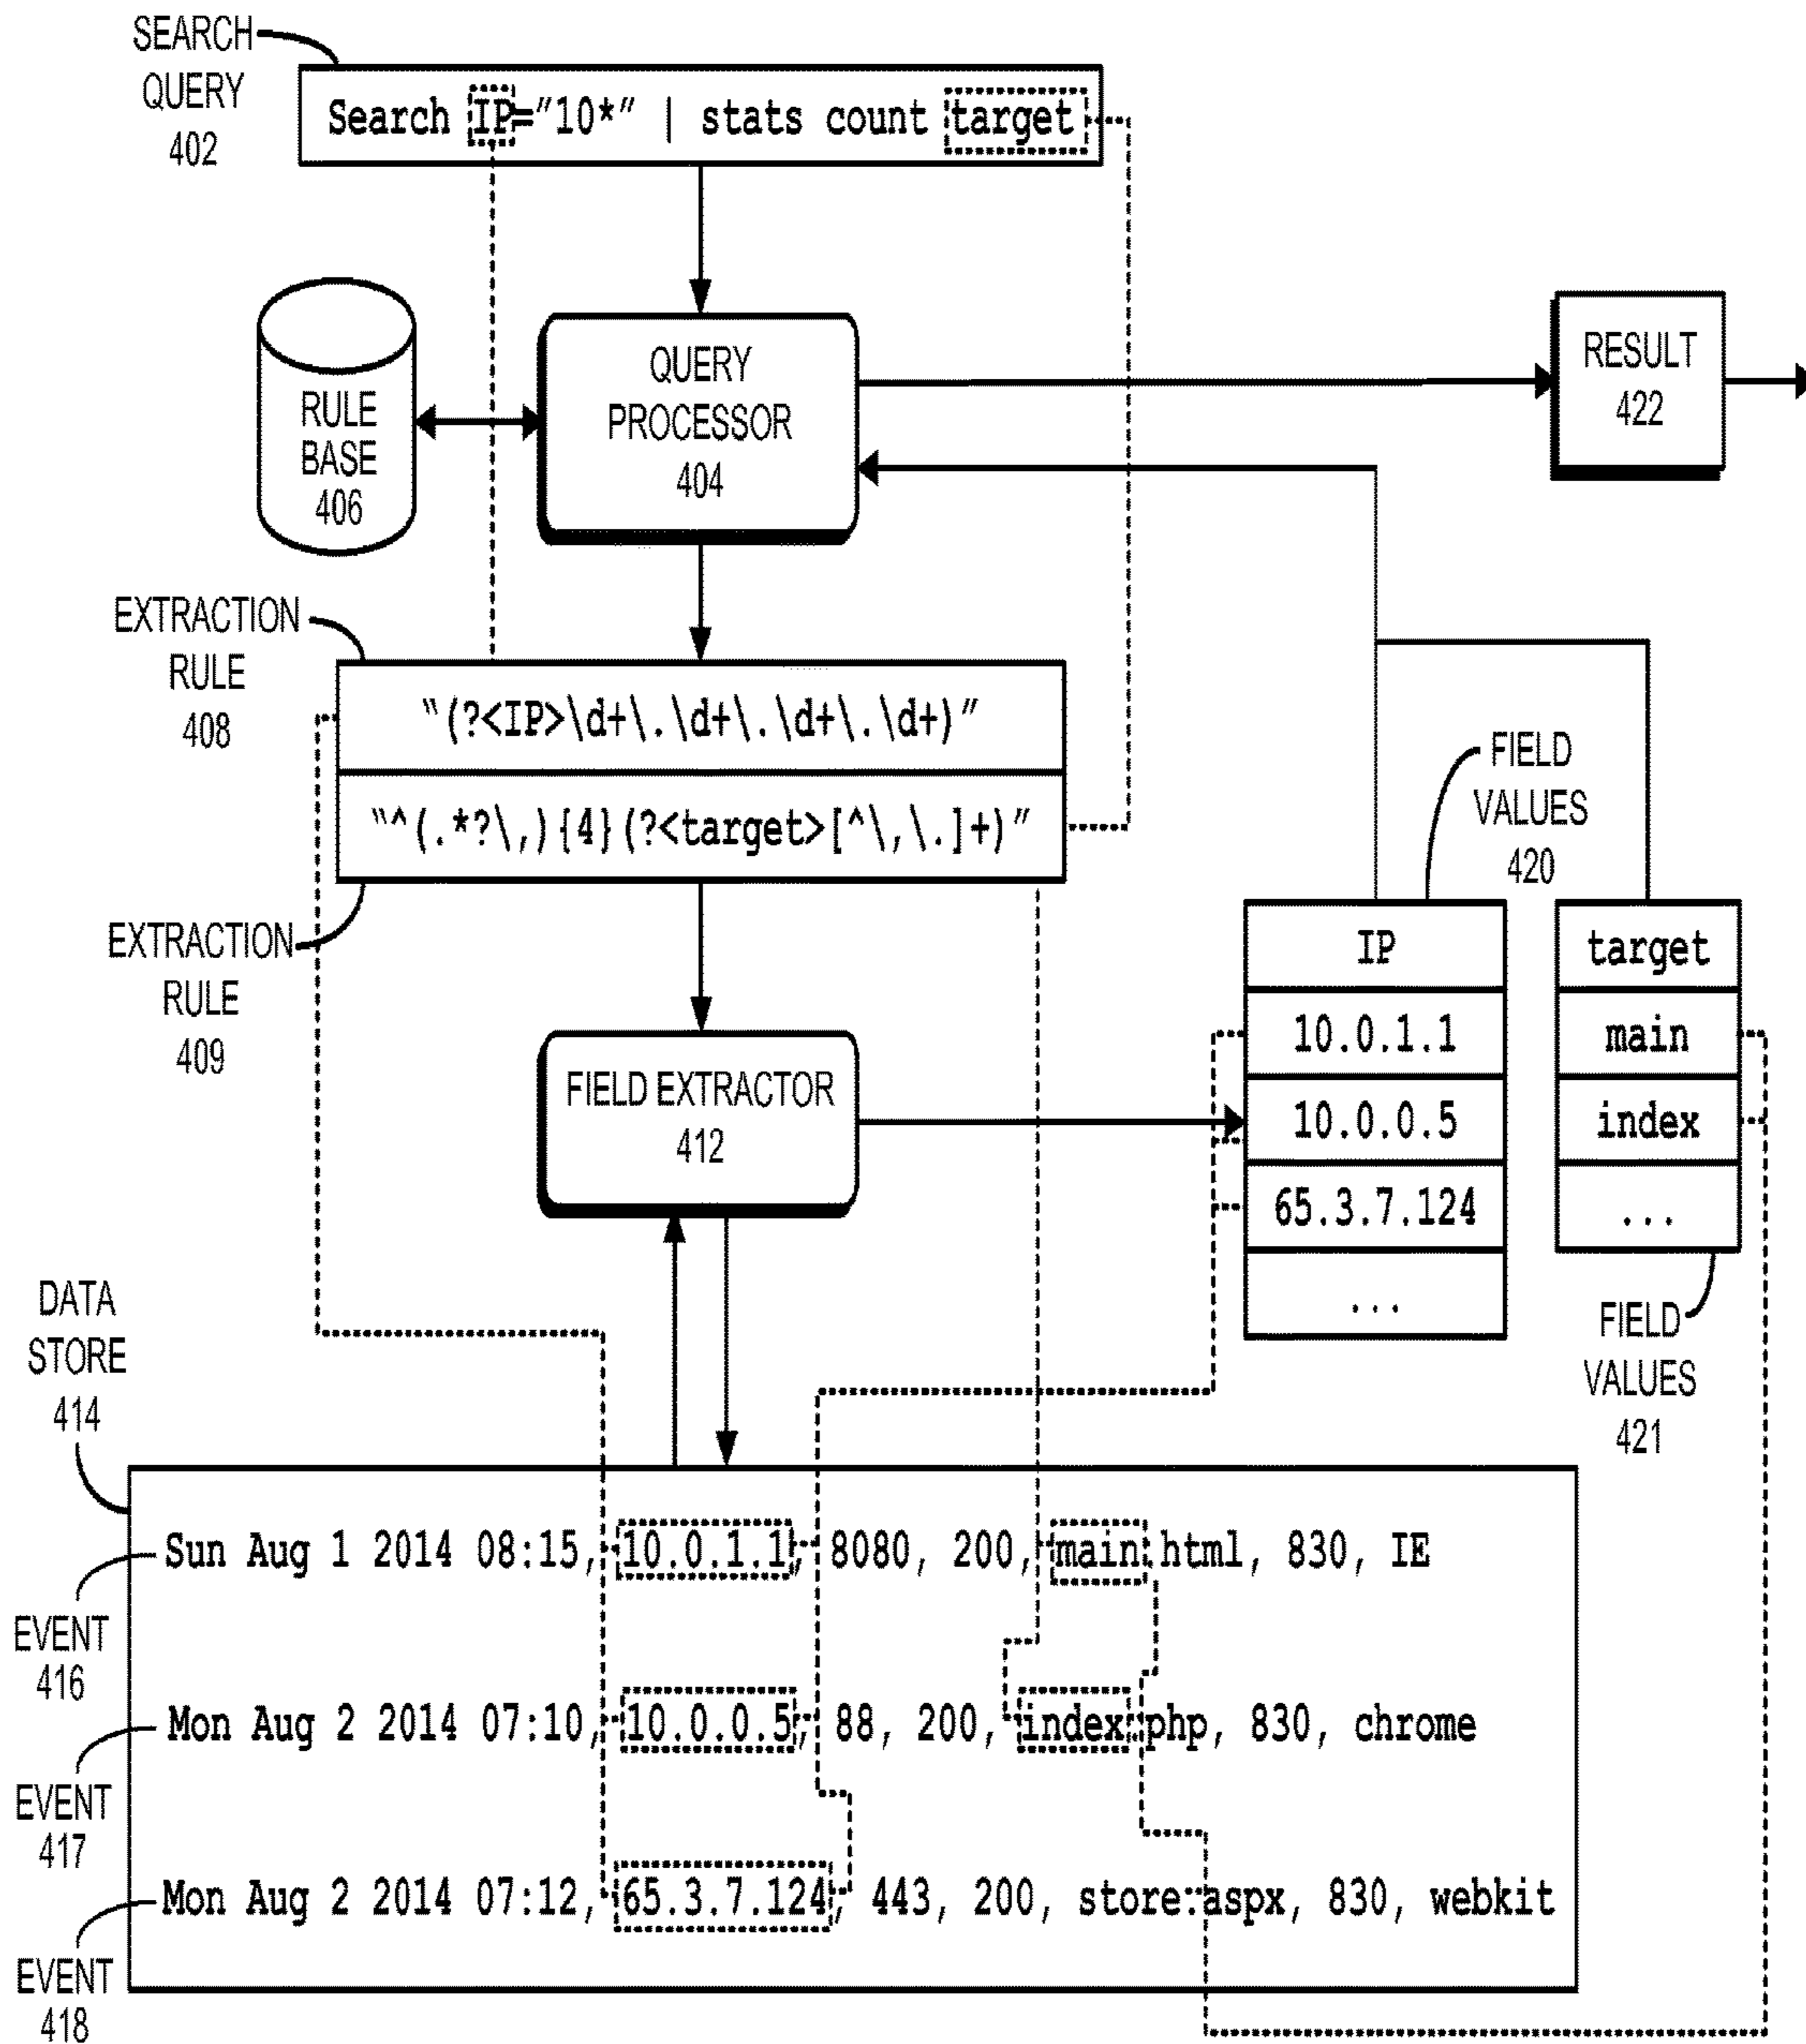 SEARCH
QUERY
402
Search IP="10*" | stats count target
RULE
BASE
406
QUERY
PROCESSOR
404
RESULT
422
EXTRACTION
RULE
408
"(?<IP>\d+\.\d+\.\d+\.\d+)"
"^(.*?\,){4}(?<target>[^\,\.]+)"
EXTRACTION
RULE
409
FIELD
VALUES
420
FIELD EXTRACTOR
412
IP
10.0.1.1
10.0.0.5
65.3.7.124
...
target
main
index
...
FIELD
VALUES
421
DATA
STORE
414
Sun Aug 1 2014 08:15, 10.0.1.1, 8080, 200, main.html, 830, IE
EVENT
416
Mon Aug 2 2014 07:10, 10.0.0.5, 88, 200, index.php, 830, chrome
EVENT
417
Mon Aug 2 2014 07:12, 65.3.7.124, 443, 200, store.aspx, 830, webkit
EVENT
418